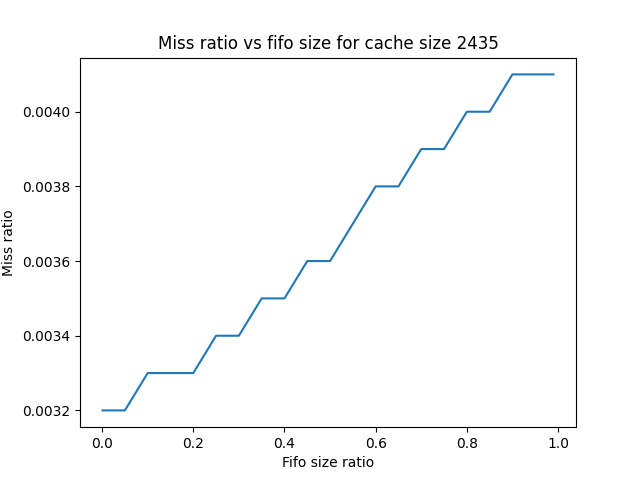 Miss ratio vs fifo size for cache size 2435
Miss ratio
0.0040
0.0038
0.0036
0.0034
0.0032
0.0 0.2 0.4 0.6 0.8 1.0
Fifo size ratio